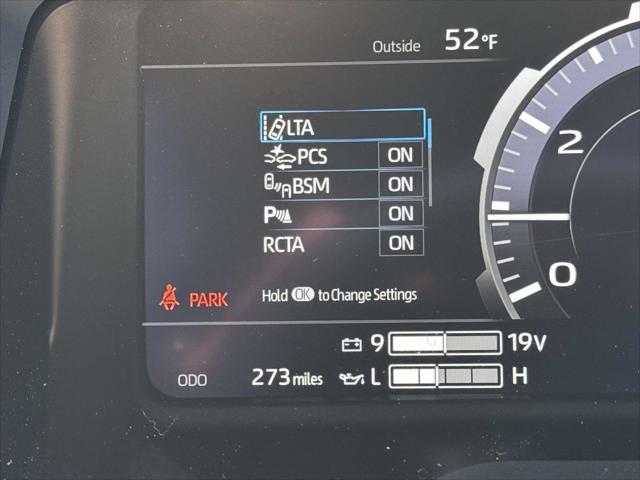 Outside 52°F
LTA
PCS ON
BSM ON
P ON
RCTA ON
Hold OK to Change Settings
PARK
2
0
9 19V
ODO 273 miles L H